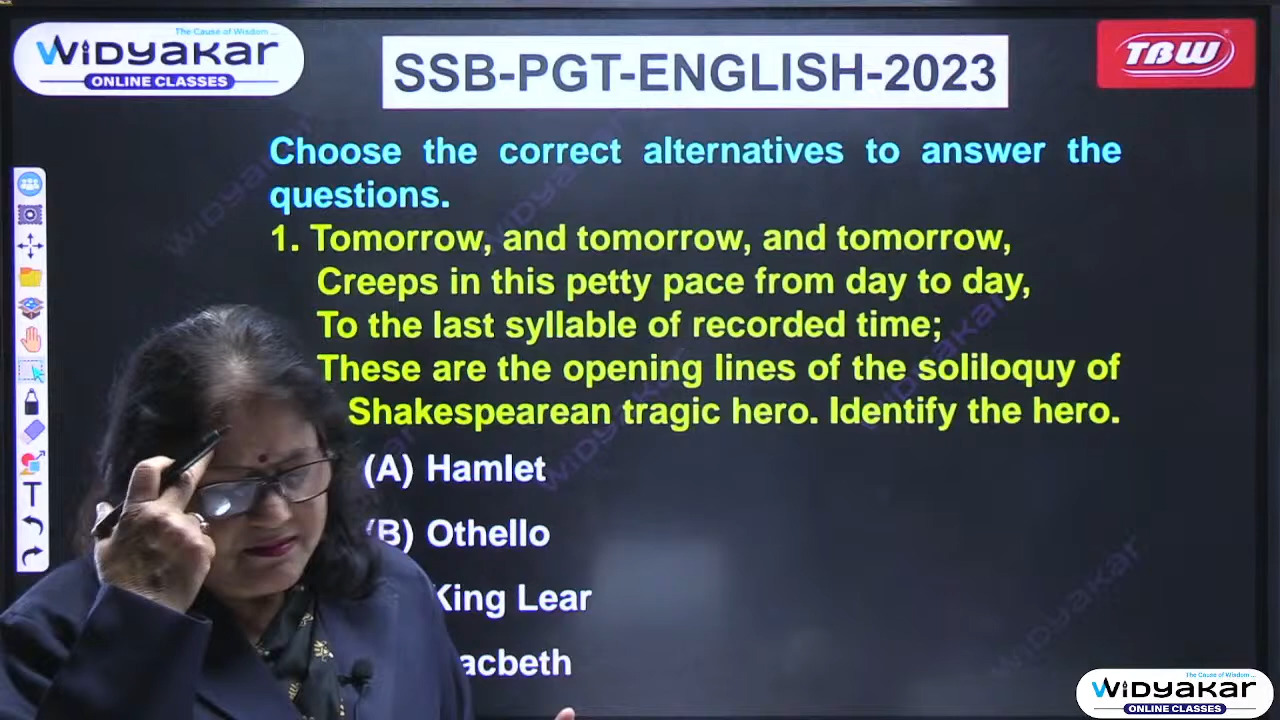 The Cause of Wisdom...
WIDYAKAR
ONLINE CLASSES
SSB-PGT-ENGLISH-2023
TBW
Choose the correct alternatives to answer the
questions.
1. Tomorrow, and tomorrow, and tomorrow,
Creeps in this petty pace from day to day,
To the last syllable of recorded time;
These are the opening lines of the soliloquy of
Shakespearean tragic hero. Identify the hero.
(A) Hamlet
(B) Othello
King Lear
acbeth
T
The Cause of Wisdom...
WIDYAKAR
ONLINE CLASSES